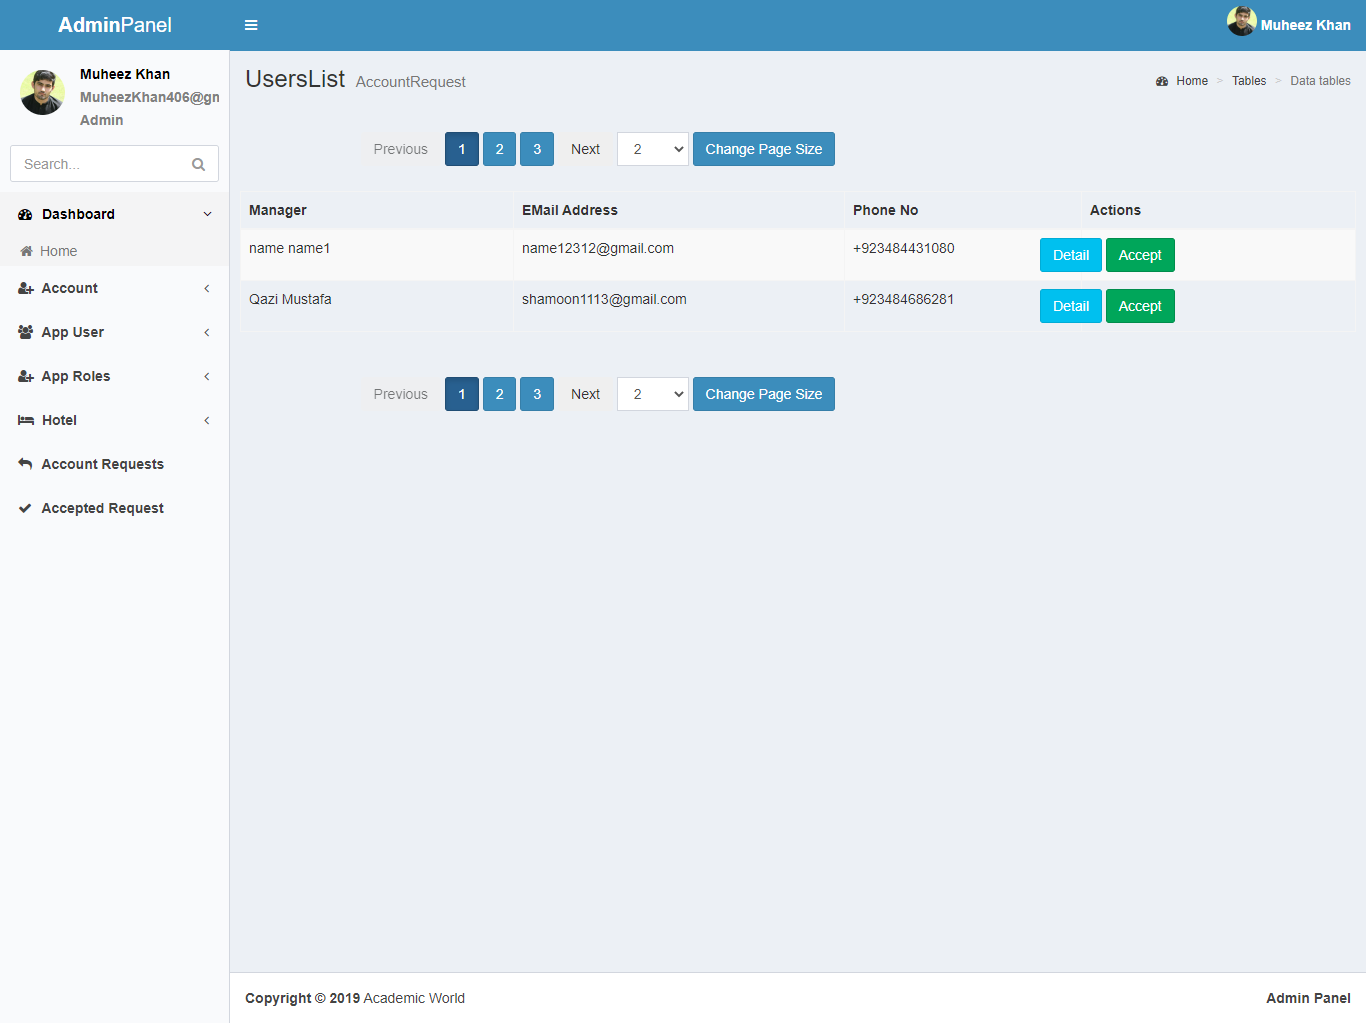 AdminPanel
Muheez Khan
Muheez Khan
MuheezKhan406@gm
Admin
Search...
Dashboard
Home
Account
App User
App Roles
Hotel
Account Requests
Accepted Request
UsersList AccountRequest
Home > Tables > Data tables
Previous 1 2 3 Next 2 Change Page Size
Manager EMail Address Phone No Actions
name name1 name12312@gmail.com +923484431080 Detail Accept
Qazi Mustafa shamoon1113@gmail.com +923484686281 Detail Accept
Previous 1 2 3 Next 2 Change Page Size
Copyright © 2019 Academic World
Admin Panel